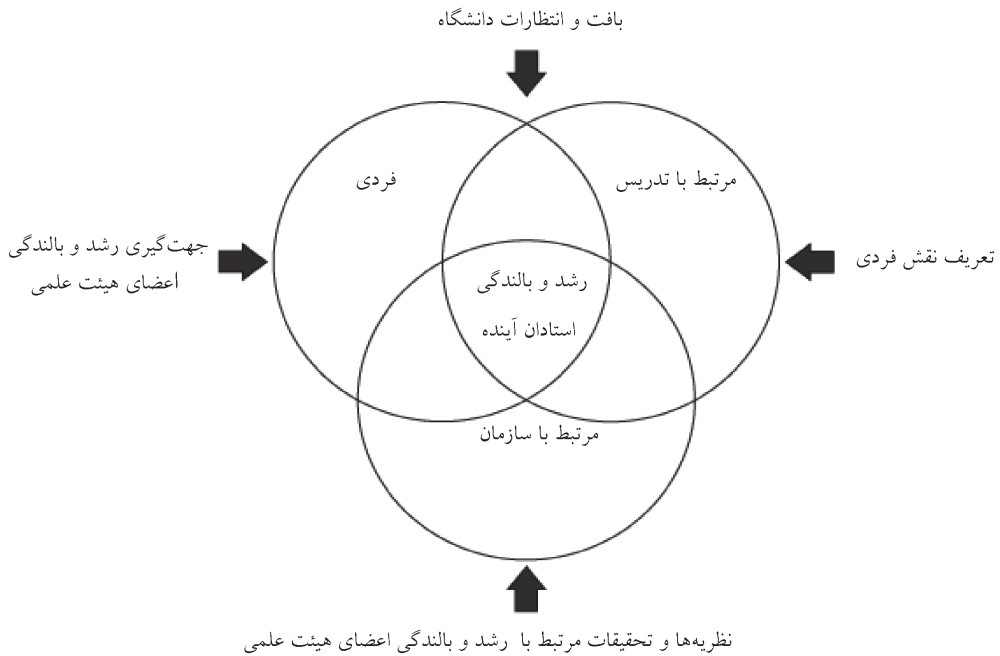 بافت و انتظارات دانشگاه
مرتبط با تدریس
فردی
تعریف نقش فردی
جهت‌گیری رشد و بالندگی
اعضای هیئت علمی
رشد و بالندگی
استادان آینده
مرتبط با سازمان
نظریه‌ها و تحقیقات مرتبط با رشد و بالندگی اعضای هیئت علمی